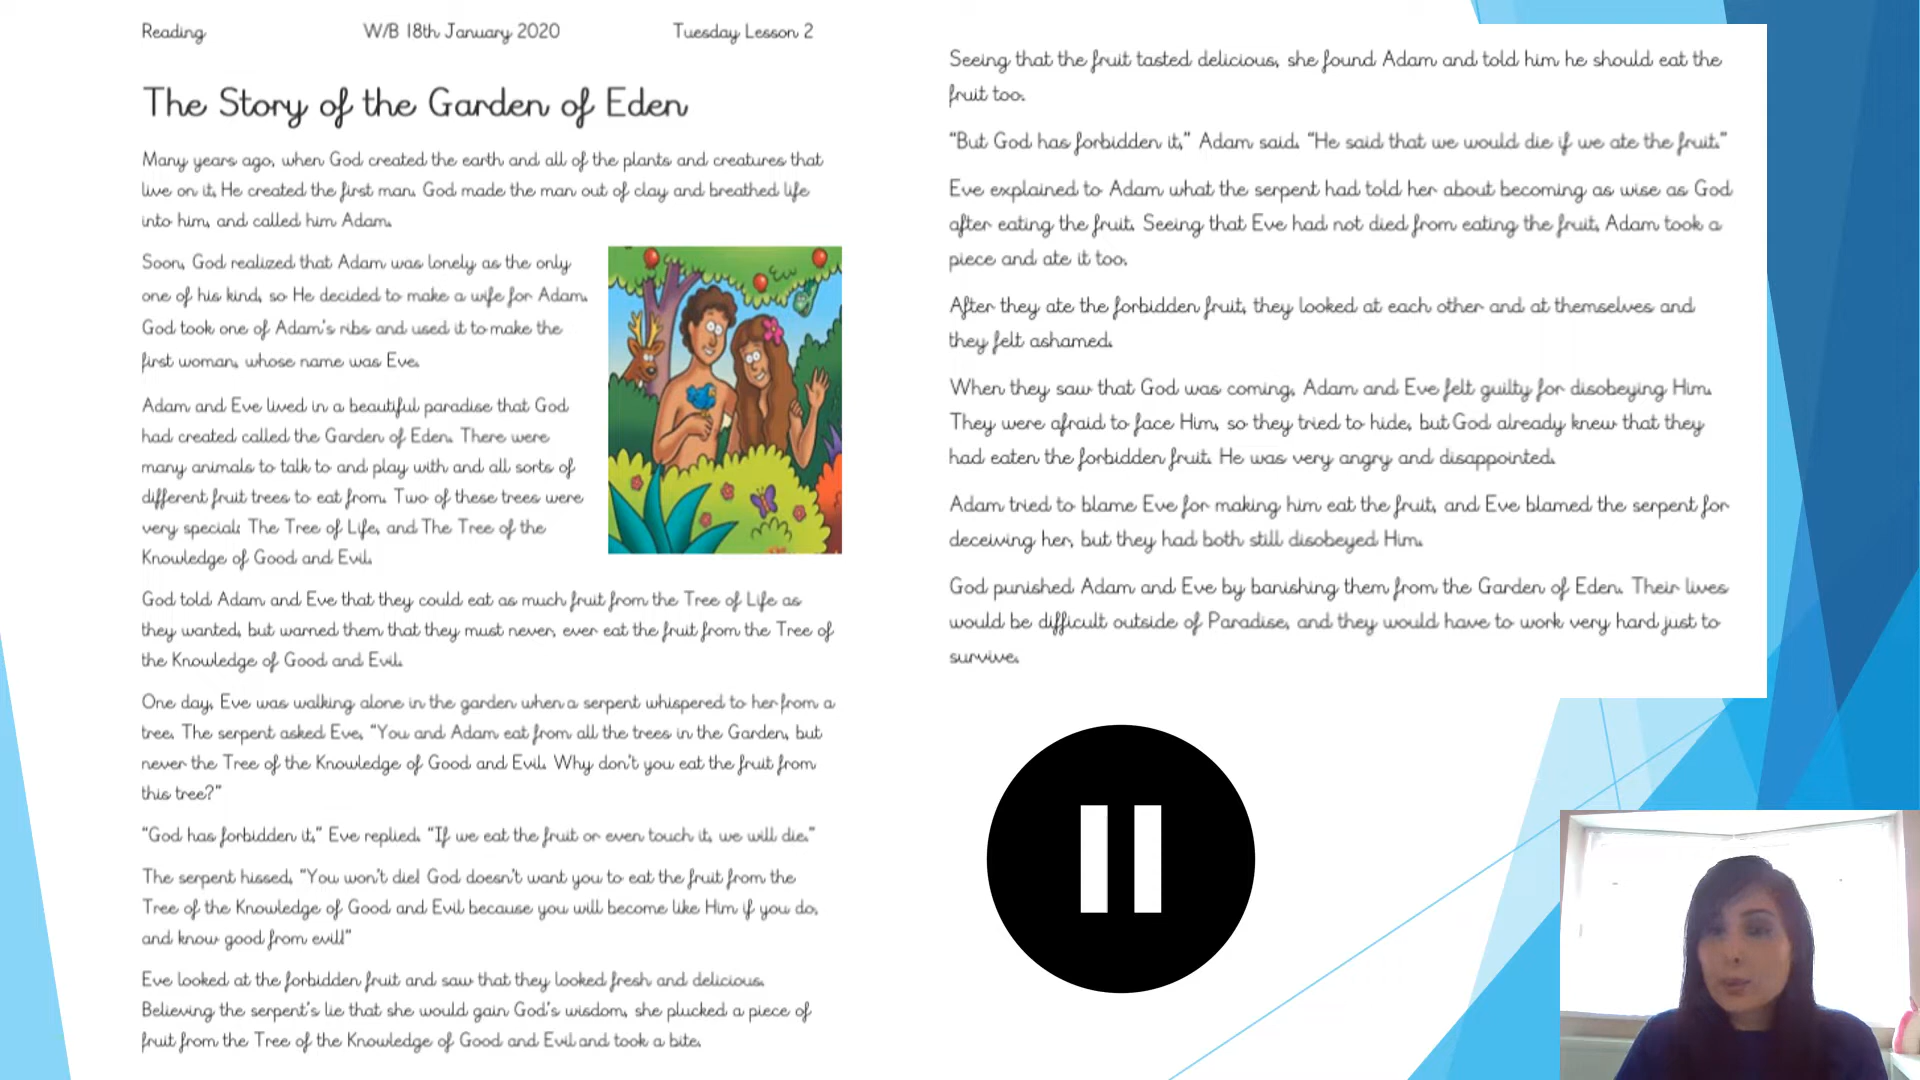 Reading W/B 18th January 2020 Tuesday Lesson 2
The Story of the Garden of Eden
Many years ago, when God created the earth and all of the plants and creatures that
live on it, He created the first man. God made the man out of clay and breathed life
into him, and called him Adam.
Soon, God realized that Adam was lonely as the only
one of his kind, so He decided to make a wife for Adam.
God took one of Adam's ribs and used it to make the
first woman, whose name was Eve.
Adam and Eve lived in a beautiful paradise that God
had created called the Garden of Eden. There were
many animals to talk to and play with and all sorts of
different fruit trees to eat from. Two of these trees were
very special: The Tree of Life, and The Tree of the
Knowledge of Good and Evil.
God told Adam and Eve that they could eat as much fruit from the Tree of Life as
they wanted, but warned them that they must never, ever eat the fruit from the Tree of
the Knowledge of Good and Evil.
One day, Eve was walking alone in the garden when a serpent whispered to her from a
tree. The serpent asked Eve, "You and Adam eat from all the trees in the Garden, but
never the Tree of the Knowledge of Good and Evil. Why don't you eat the fruit from
this tree?"
"God has forbidden it," Eve replied. "If we eat the fruit or even touch it, we will die."
The serpent hissed, "You won't die! God doesn't want you to eat the fruit from the
Tree of the Knowledge of Good and Evil because you will become like Him if you do,
and know good from evil!"
Eve looked at the forbidden fruit and saw that they looked fresh and delicious.
Believing the serpent's lie that she would gain God's wisdom, she plucked a piece of
fruit from the Tree of the Knowledge of Good and Evil and took a bite.
Seeing that the fruit tasted delicious, she found Adam and told him he should eat the
fruit too.
"But God has forbidden it," Adam said. "He said that we would die if we ate the fruit."
Eve explained to Adam what the serpent had told her about becoming as wise as God
after eating the fruit. Seeing that Eve had not died from eating the fruit, Adam took a
piece and ate it too.
After they ate the forbidden fruit, they looked at each other and at themselves and
they felt ashamed.
When they saw that God was coming, Adam and Eve felt guilty for disobeying Him.
They were afraid to face Him, so they tried to hide, but God already knew that they
had eaten the forbidden fruit. He was very angry and disappointed.
Adam tried to blame Eve for making him eat the fruit, and Eve blamed the serpent for
deceiving her, but they had both still disobeyed Him.
God punished Adam and Eve by banishing them from the Garden of Eden. Their lives
would be difficult outside of Paradise, and they would have to work very hard just to
survive.